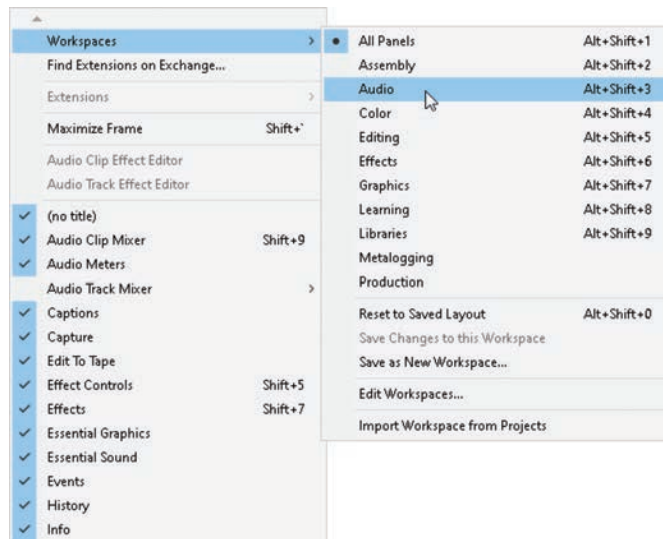 Workspaces
Find Extensions on Exchange...
Extensions
Maximize Frame Shift+`
Audio Clip Effect Editor
Audio Track Effect Editor
(no title)
Audio Clip Mixer Shift+9
Audio Meters
Audio Track Mixer
Captions
Capture
Edit To Tape
Effect Controls Shift+5
Effects Shift+7
Essential Graphics
Essential Sound
Events
History
Info
All Panels Alt+Shift+1
Assembly Alt+Shift+2
Audio Alt+Shift+3
Color Alt+Shift+4
Editing Alt+Shift+5
Effects Alt+Shift+6
Graphics Alt+Shift+7
Learning Alt+Shift+8
Libraries Alt+Shift+9
Metalogging
Production
Reset to Saved Layout Alt+Shift+0
Save Changes to this Workspace
Save as New Workspace...
Edit Workspaces...
Import Workspace from Projects